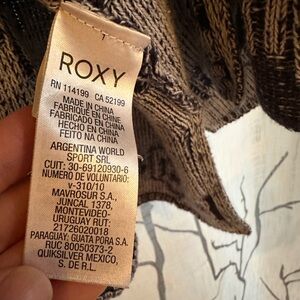 ROXY
RN 114199 CA 52199
MADE IN CHINA
FABRIQUÉ EN CHINE
FABRICADO EN CHINA
HECHO EN CHINA
FEITO NA CHINA
ARGENTINA WORLD
SPORT SRL
CUIT: 30-69120930-6
NUMERO DE VOLUNTARIO:
v-310/10
MAVROSUR S.A.,
JUNCAL 1378,
MONTEVIDEO-
URUGUAY RUT:
21726020018
PARAGUAY: GUATA PORA S.A.
RUC 80050373-2
QUIKSILVER MEXICO,
S. DE R.L.